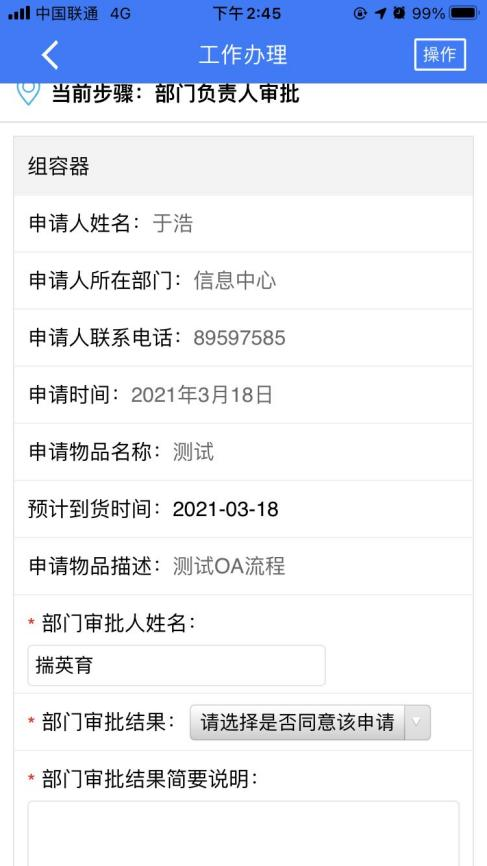 中国联通 4G 下午2:45 99%
工作办理 操作
当前步骤：部门负责人审批
组容器
申请人姓名：于浩
申请人所在部门：信息中心
申请人联系电话：89597585
申请时间：2021年3月18日
申请物品名称：测试
预计到货时间：2021-03-18
申请物品描述：测试OA流程
* 部门审批人姓名：
揣英育
* 部门审批结果： 请选择是否同意该申请
* 部门审批结果简要说明：